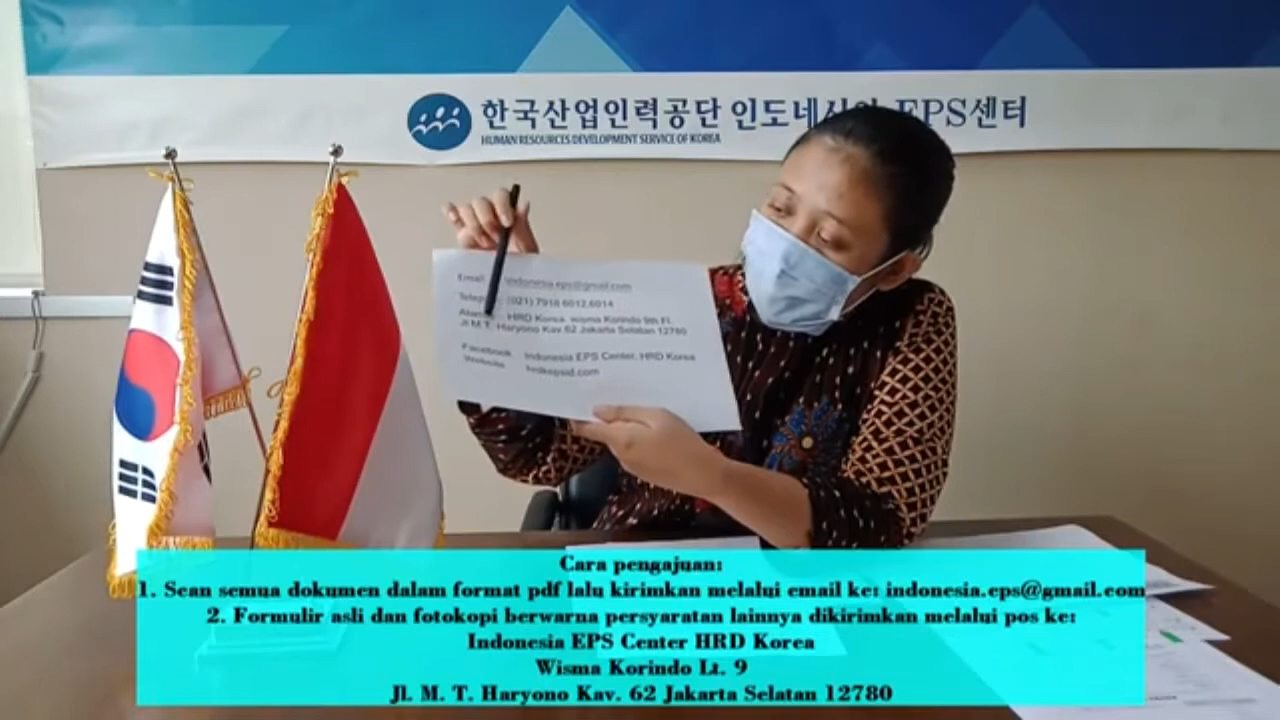 한국산업인력공단 인도네시아 EPS센터
HUMAN RESOURCES DEVELOPMENT SERVICE OF KOREA
Email indonesia.eps@gmail.com
(021) 7918 6012,6014
HRD Korea, wisma Korindo 9th Fl.
Jl M.T. Haryono Kav.62 Jakarta Selatan 12780
Facebook Indonesia EPS Center, HRD Korea
Website hrdkepsid.com
Cara pengajuan:
1. Scan semua dokumen dalam format pdf lalu kirimkan melalui email ke: indonesia.eps@gmail.com
2. Formulir asli dan fotokopi berwarna persyaratan lainnya dikirimkan melalui pos ke:
Indonesia EPS Center HRD Korea
Wisma Korindo Lt. 9
Jl. M. T. Haryono Kav. 62 Jakarta Selatan 12780